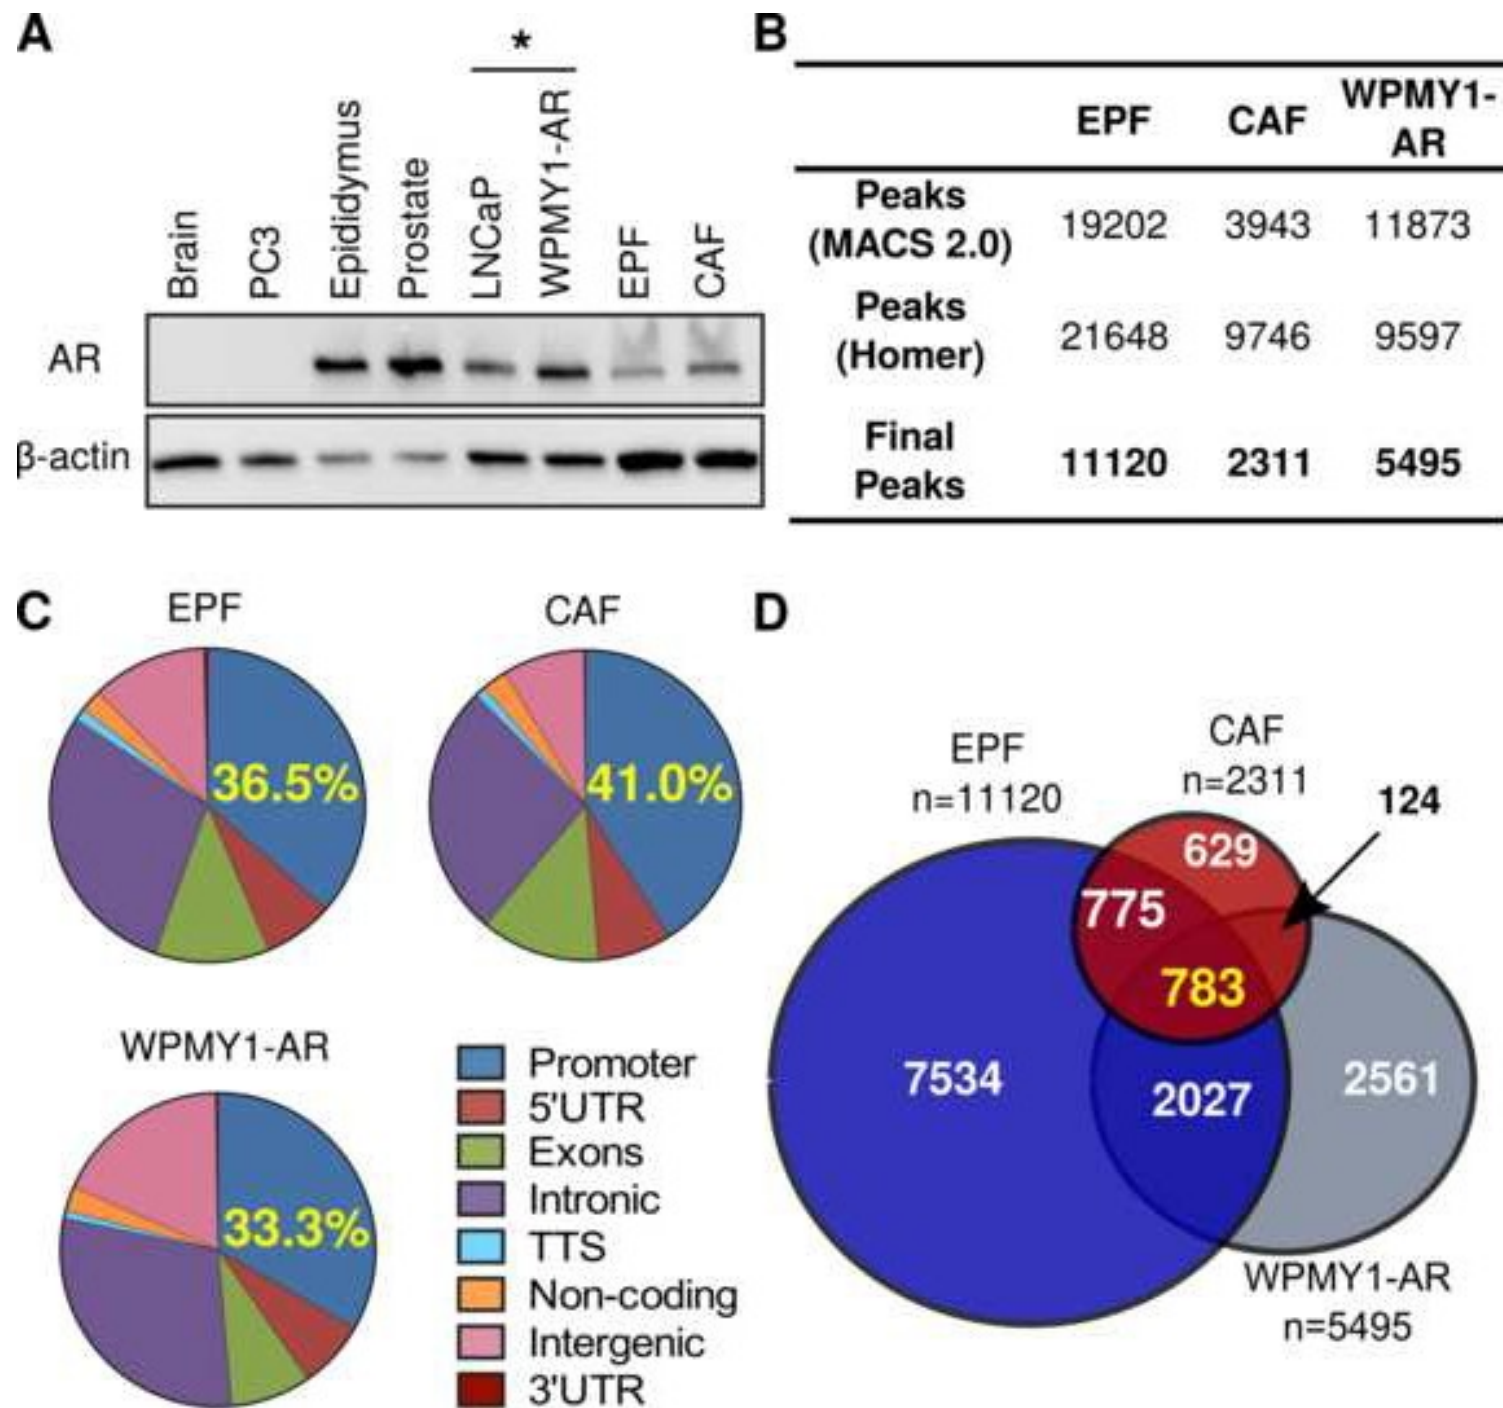 A
*
Brain
PC3
Epididymus
Prostate
LNCaP
WPMY1-AR
EPF
CAF
AR
β-actin
B
EPF CAF WPMY1-
AR
Peaks
(MACS 2.0) 19202 3943 11873
Peaks
(Homer) 21648 9746 9597
Final
Peaks 11120 2311 5495
C
EPF
36.5%
CAF
41.0%
WPMY1-AR
33.3%
Promoter
5'UTR
Exons
Intronic
TTS
Non-coding
Intergenic
3'UTR
D
EPF
n=11120
CAF
n=2311
124
629
775
783
7534
2027
2561
WPMY1-AR
n=5495